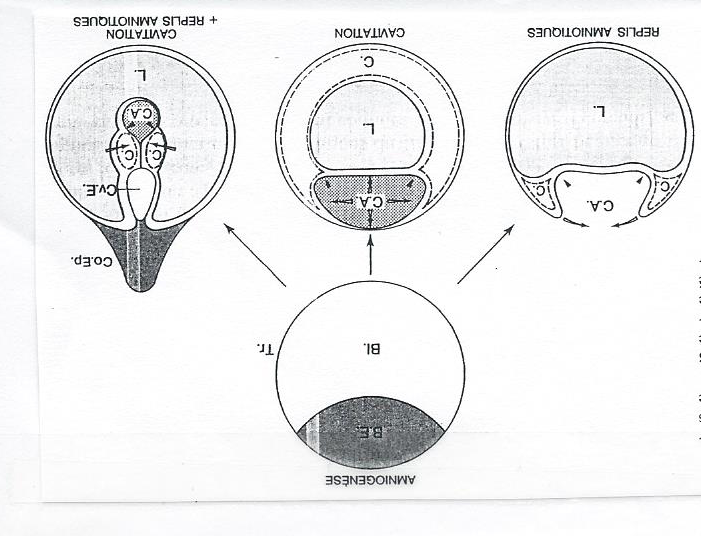 AMNIOGENÈSE
B.E.
Bl.
Tr.
C.A.
C.
C.
L.
REPLIS AMNIOTIQUES
C.A.
L.
C.
CAVITATION
Co.Ep.
Cv.E.
C.
C.
C.A.
L.
CAVITATION
+ REPLIS AMNIOTIQUES